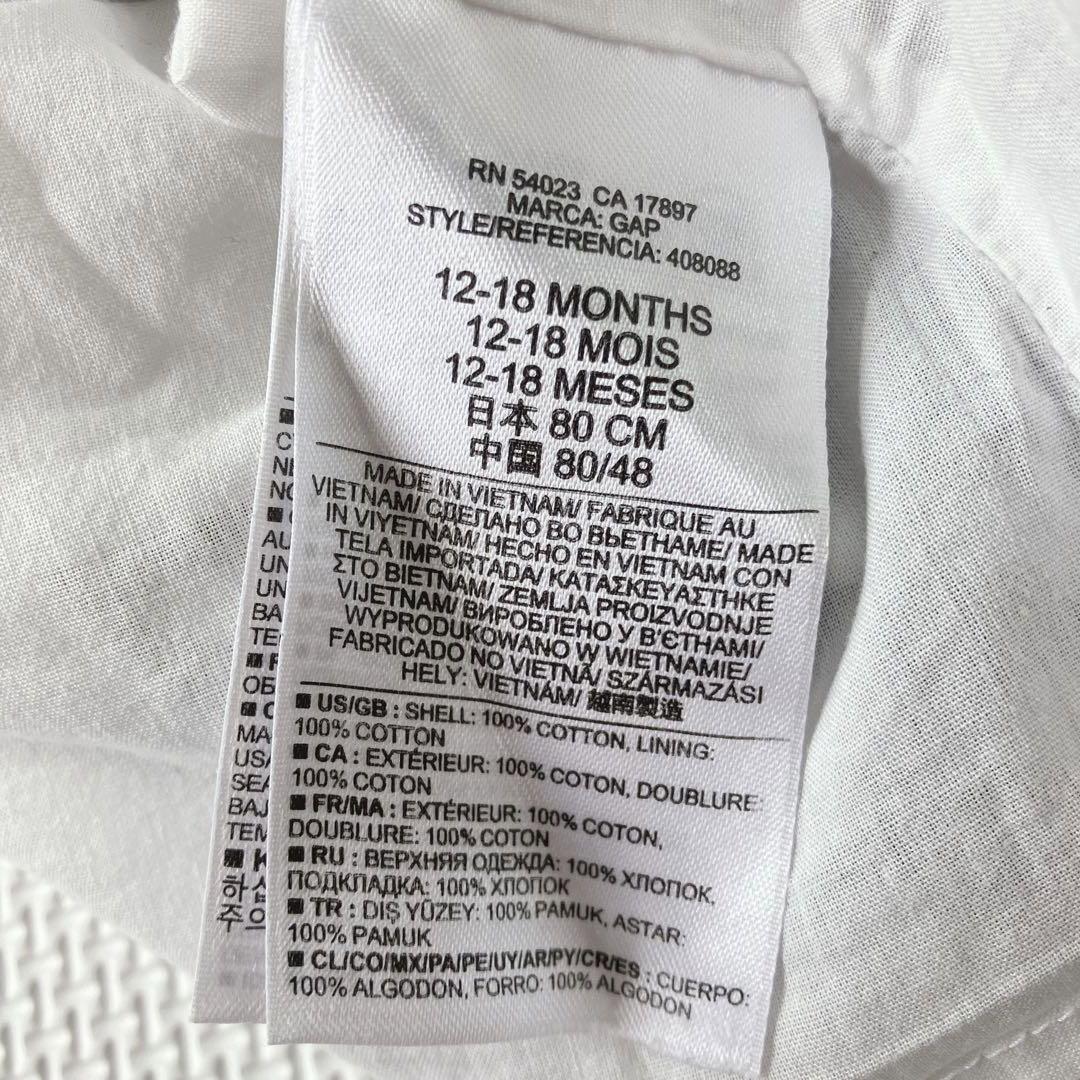 RN 54023 CA 17897
MARCA: GAP
STYLE/REFERENCIA: 408088
12-18 MONTHS
12-18 MOIS
12-18 MESES
日本 80 CM
中国 80/48
MADE IN VIETNAM/ FABRIQUE AU
VIETNAM/ СДЕЛАНО ВО ВЬЕТНАМЕ/ MADE
IN VIYETNAM/ HECHO EN VIETNAM CON
TELA IMPORTADA/ ΚΑΤΑΣΚΕΥΑΣΤΗΚΕ
ΣΤΟ ΒΙΕΤΝΑΜ/ ZEMLJA PROIZVODNJE
VIJETNAM/ ВИРОБЛЕНО У В'ЄТНАМІ/
WYPRODUKOWANO W WIETNAMIE/
FABRICADO NO VIETNÃ/ SZÁRMAZÁSI
HELY: VIETNÁM/ 越南製造
■ US/GB : SHELL: 100% COTTON, LINING:
100% COTTON
■ CA : EXTÉRIEUR: 100% COTON, DOUBLURE:
100% COTON
■ FR/MA : EXTÉRIEUR: 100% COTON,
DOUBLURE: 100% COTON
■ RU : ВЕРХНЯЯ ОДЕЖДА: 100% ХЛОПОК,
ПОДКЛАДКА: 100% ХЛОПОК
■ TR : DIŞ YÜZEY: 100% PAMUK, ASTAR:
100% PAMUK
■ CL/CO/MX/PA/PE/UY/AR/PY/CR/ES : CUERPO:
100% ALGODON, FORRO: 100% ALGODON